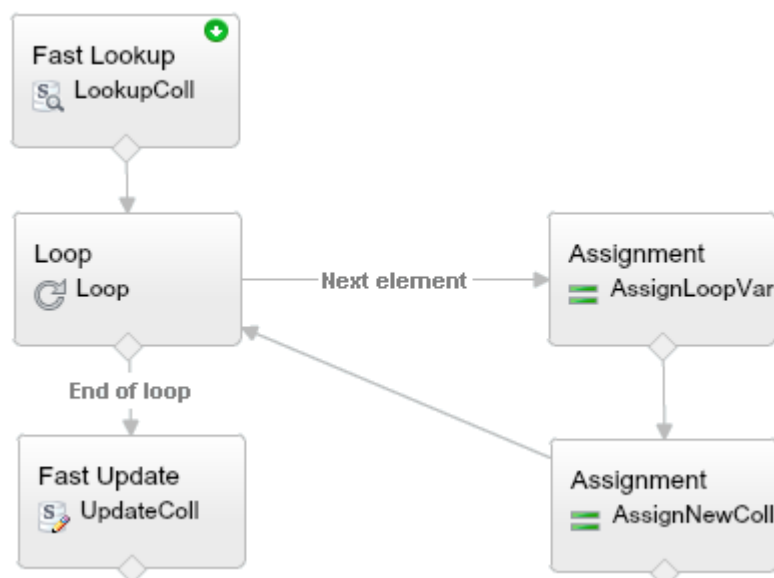 Fast Lookup
LookupColl
Loop
Loop
Next element
Assignment
AssignLoopVar
End of loop
Fast Update
UpdateColl
Assignment
AssignNewColl